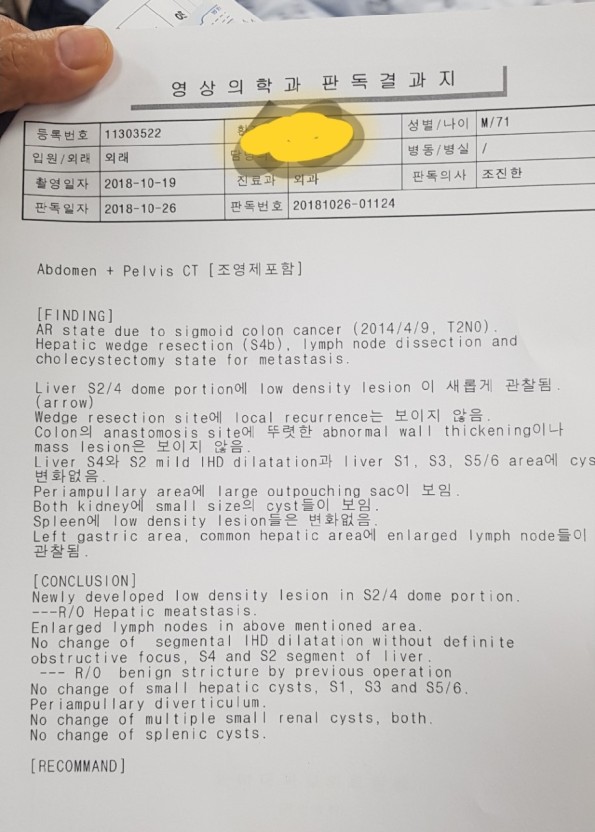 영상의학과 판독결과지
등록번호 11303522 성별/나이 M/71
입원/외래 외래 병동/병실 /
촬영일자 2018-10-19 진료과 외과 판독의사 조진한
판독일자 2018-10-26 판독번호 20181026-01124
Abdomen + Pelvis CT [조영제포함]
[FINDING]
AR state due to sigmoid colon cancer (2014/4/9, T2N0).
Hepatic wedge resection (S4b), lymph node dissection and
cholecystectomy state for metastasis.
Liver S2/4 dome portion에 low density lesion 이 새롭게 관찰됨.
(arrow)
Wedge resection site에 local recurrence는 보이지 않음.
Colon의 anastomosis site에 뚜렷한 abnormal wall thickening이나
mass lesion은 보이지 않음.
Liver S4와 S2 mild IHD dilatation과 liver S1, S3, S5/6 area에 cys
변화없음.
Periampullary area에 large outpouching sac이 보임.
Both kidney에 small size의 cyst들이 보임.
Spleen에 low density lesion들은 변화없음.
Left gastric area, common hepatic area에 enlarged lymph node들이
관찰됨.
[CONCLUSION]
Newly developed low density lesion in S2/4 dome portion.
---R/O Hepatic meatstasis.
Enlarged lymph nodes in above mentioned area.
No change of segmental IHD dilatation without definite
obstructive focus, S4 and S2 segment of liver.
--- R/O benign stricture by previous operation
No change of small hepatic cysts, S1, S3 and S5/6.
Periampullary diverticulum.
No change of multiple small renal cysts, both.
No change of splenic cysts.
[RECOMMAND]